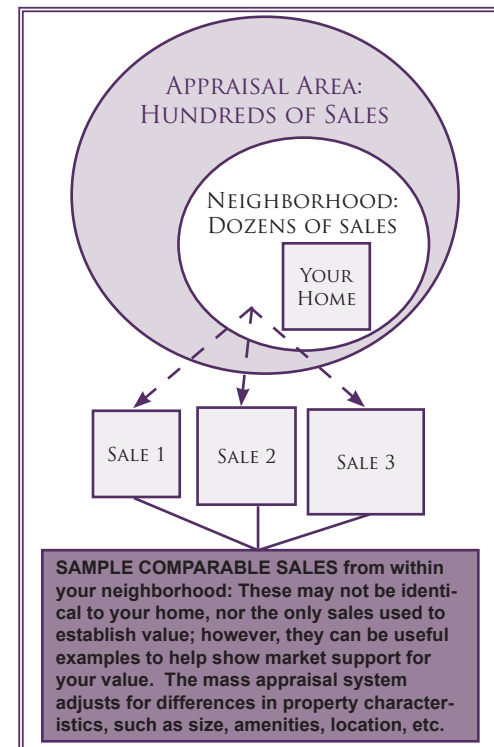 Appraisal Area:
Hundreds of Sales
Neighborhood:
Dozens of sales
Your
Home
Sale 1
Sale 2
Sale 3
SAMPLE COMPARABLE SALES from within
your neighborhood: These may not be identi-
cal to your home, nor the only sales used to
establish value; however, they can be useful
examples to help show market support for
your value.  The mass appraisal system
adjusts for differences in property character-
istics, such as size, amenities, location, etc.